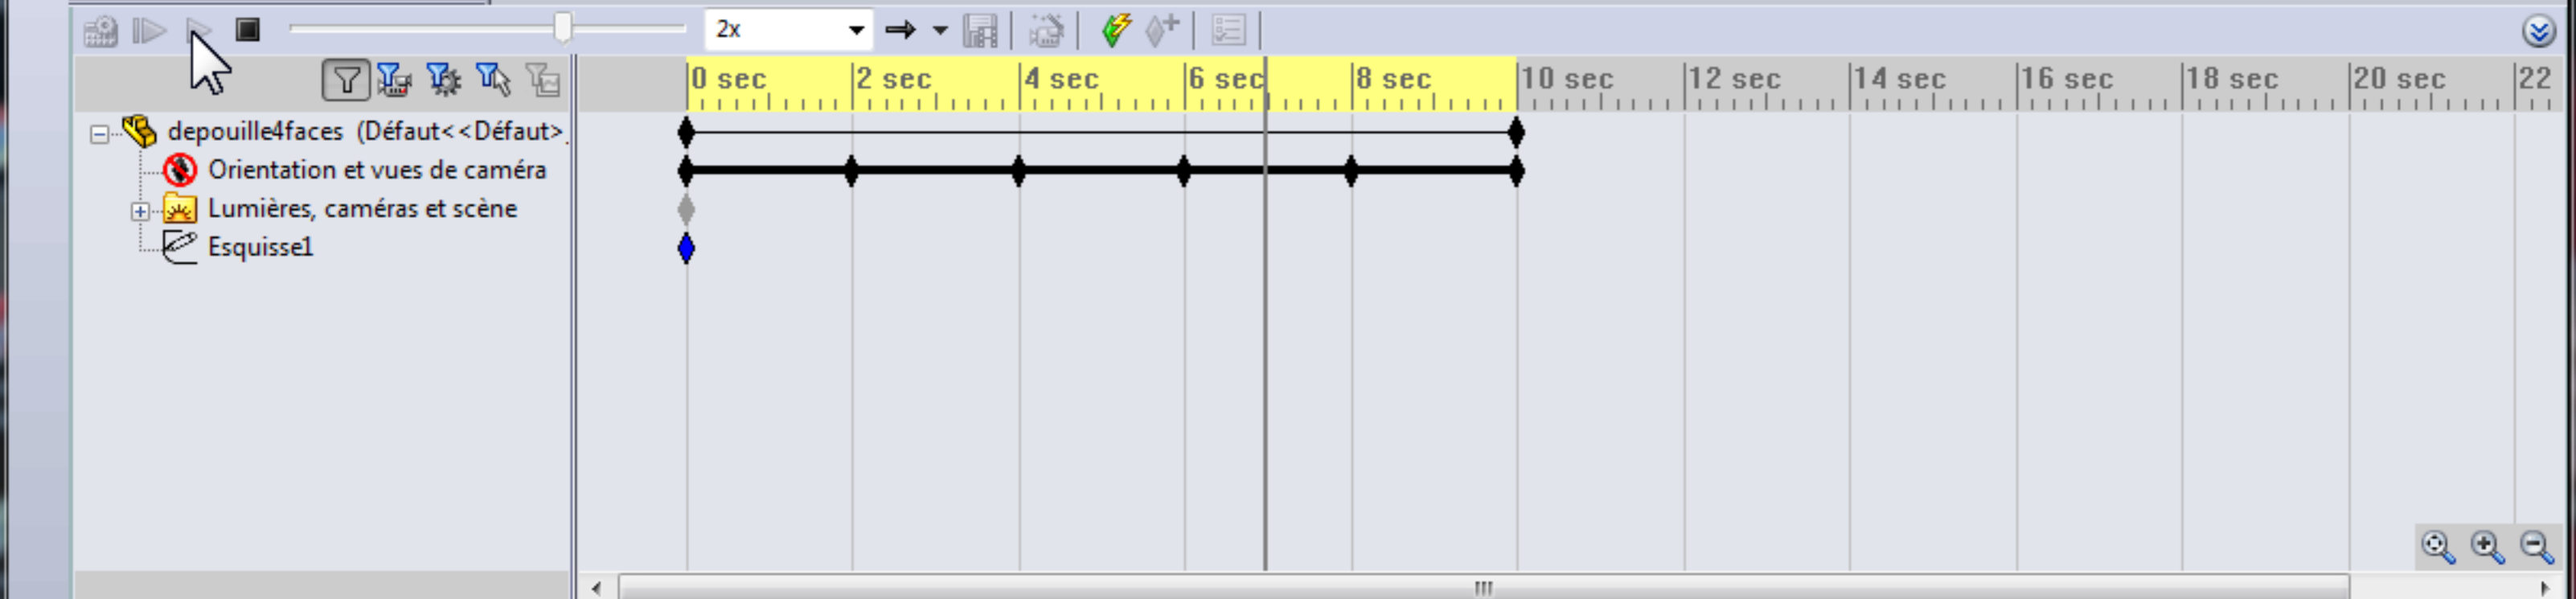 2x
0 sec 2 sec 4 sec 6 sec 8 sec 10 sec 12 sec 14 sec 16 sec 18 sec 20 sec 22
depouille4faces (Défaut<<Défaut>
Orientation et vues de caméra
Lumières, caméras et scène
Esquisse1